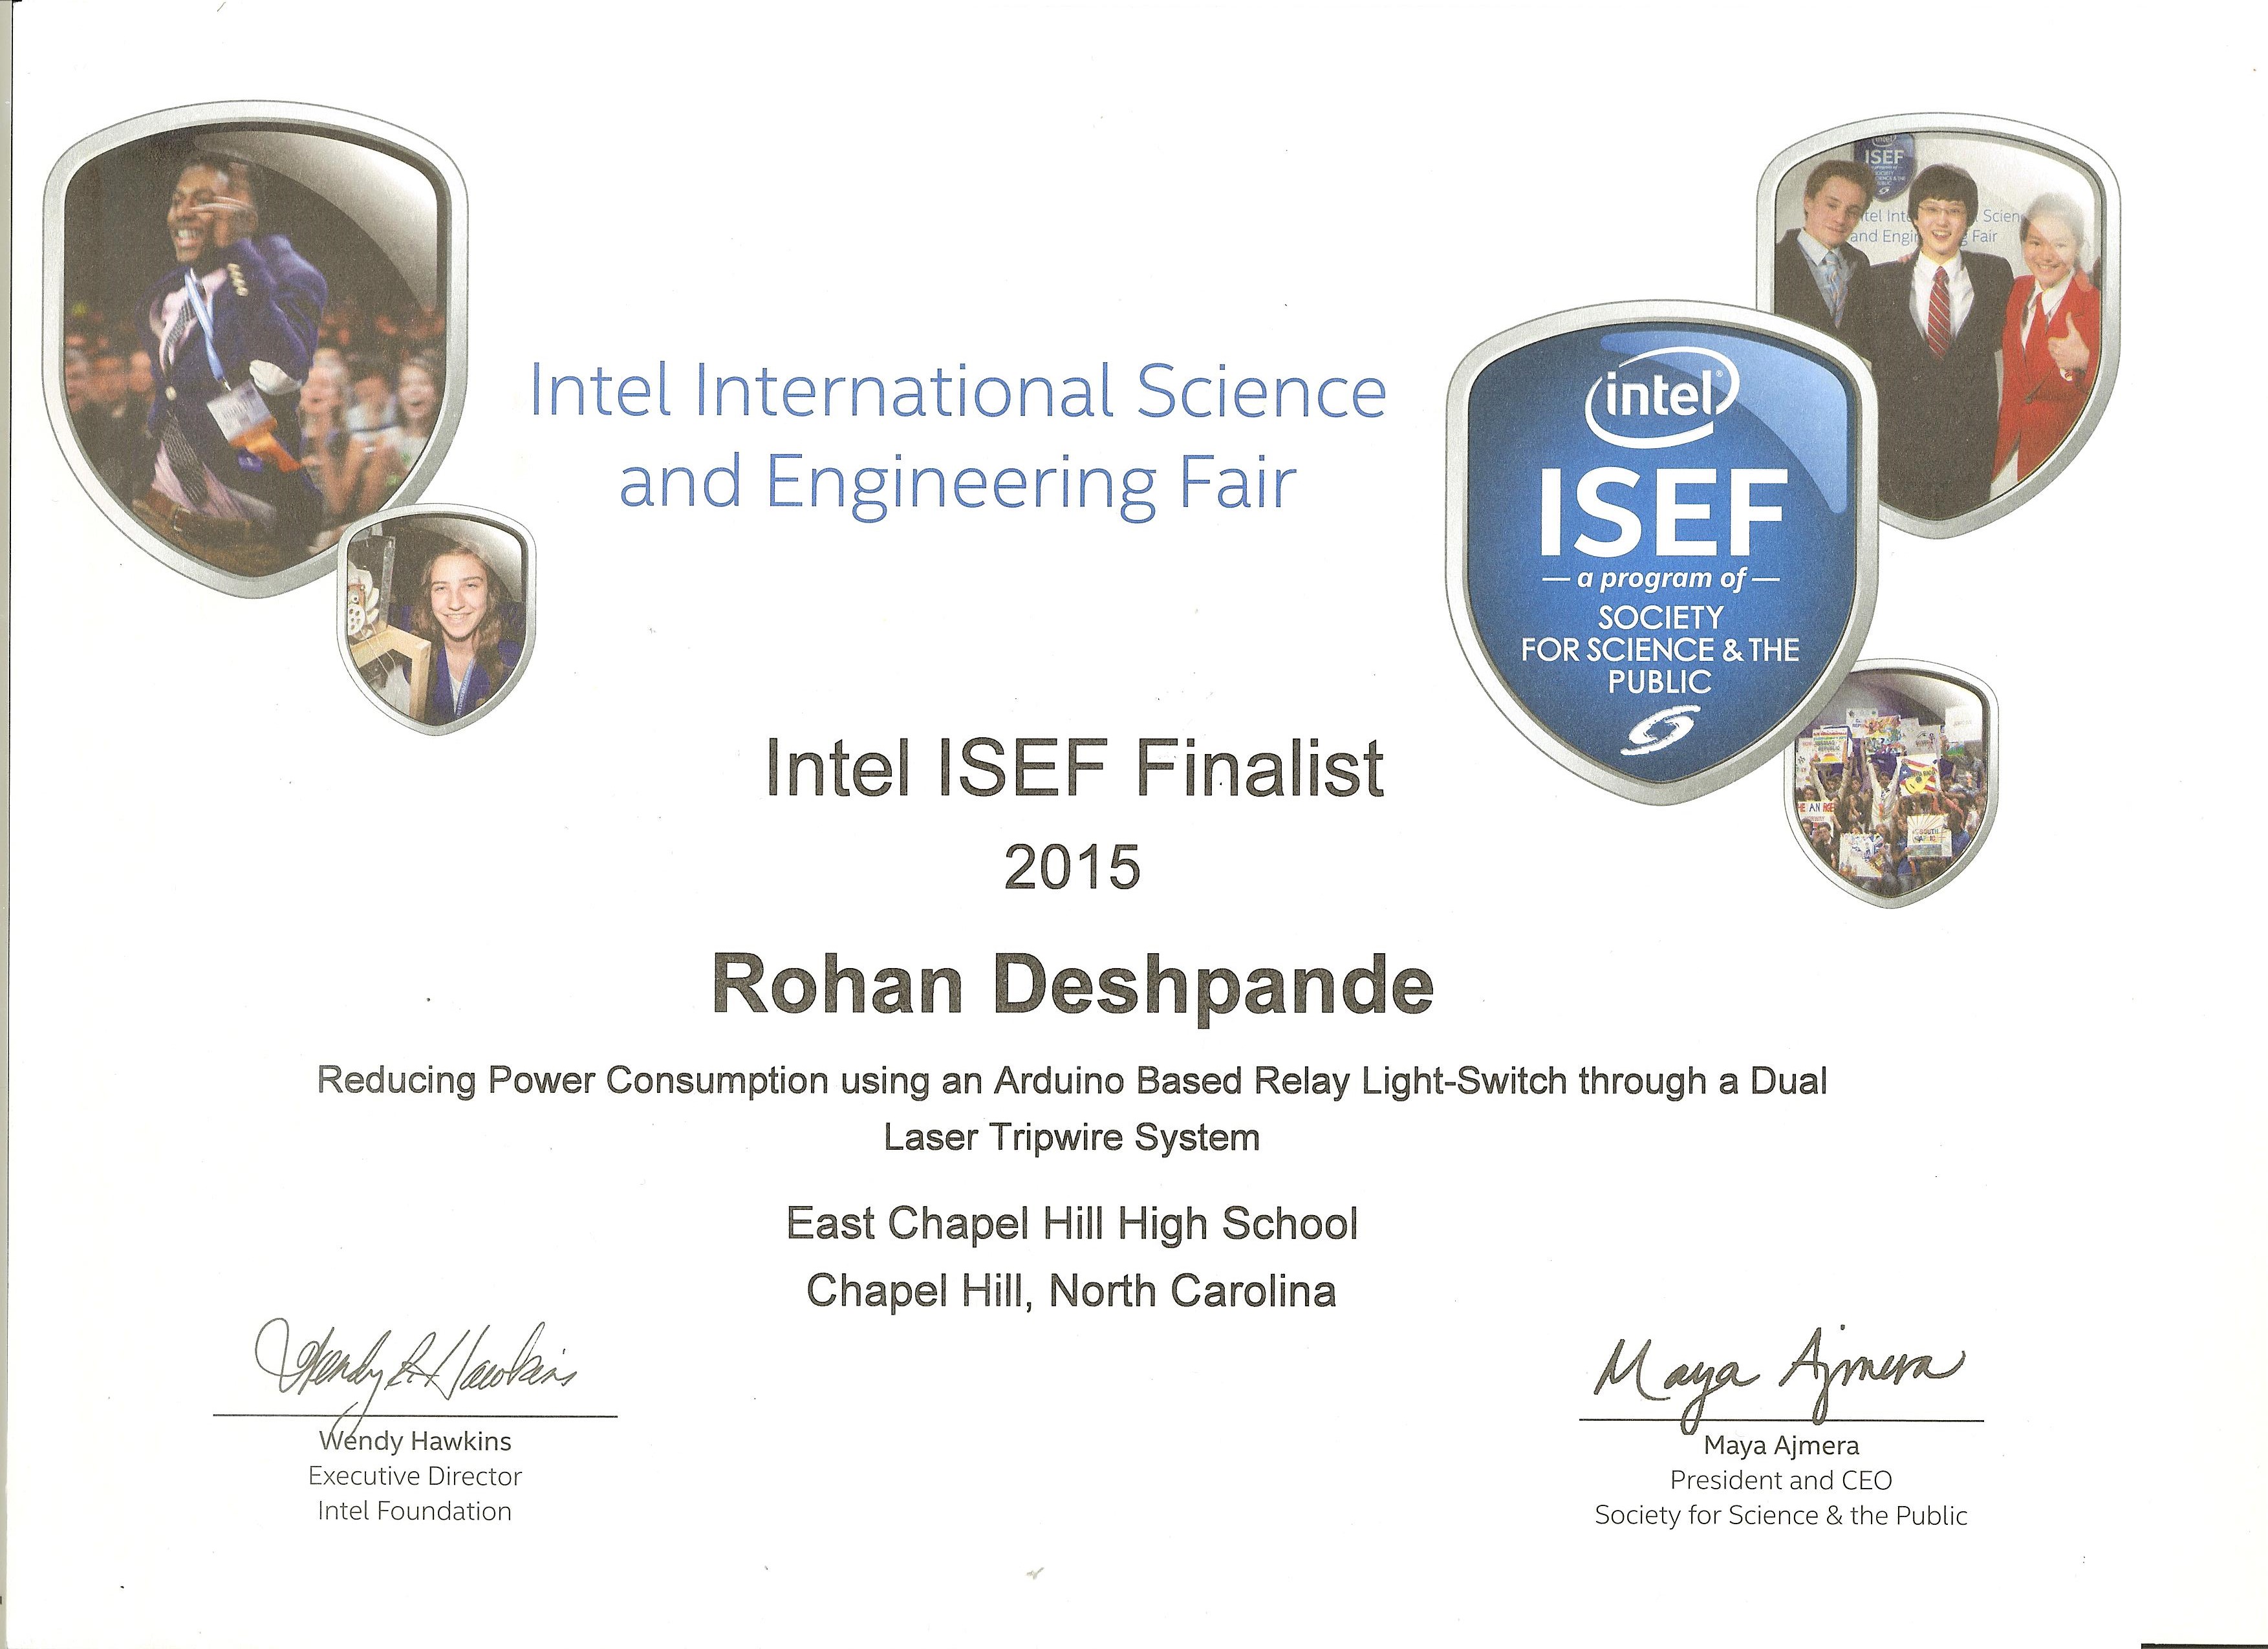 Intel International Science
and Engineering Fair
intel
ISEF
a program of
SOCIETY
FOR SCIENCE & THE
PUBLIC
ISEF
Fair
Intel ISEF Finalist
2015
Rohan Deshpande
Reducing Power Consumption using an Arduino Based Relay Light-Switch through a Dual
Laser Tripwire System
East Chapel Hill High School
Chapel Hill, North Carolina
Wendy R Hawkins
Wendy Hawkins
Executive Director
Intel Foundation
Maya Ajmera
Maya Ajmera
President and CEO
Society for Science & the Public